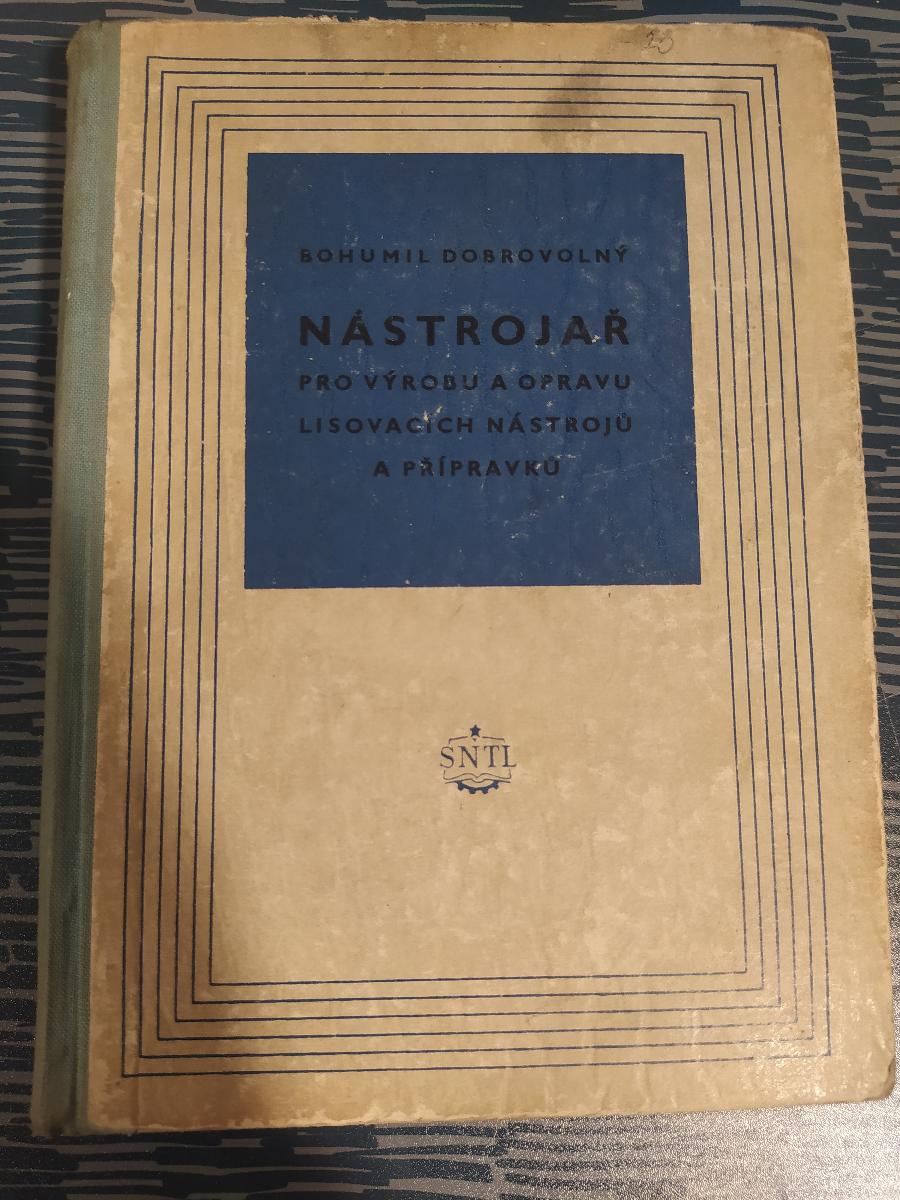 BOHUMIL DOBROVOLNÝ
NÁSTROJAŘ
PRO VÝROBU A OPRAVU
LISOVACÍCH NÁSTROJŮ
A PŘÍPRAVKŮ
SNTL